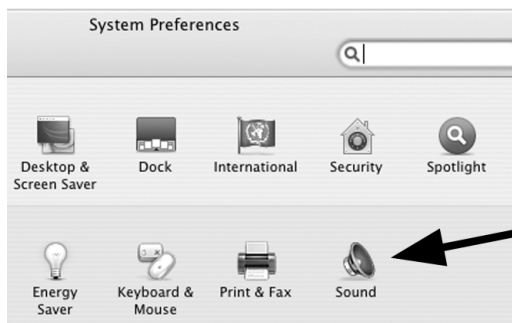 System Preferences
Desktop & Dock International Security Spotlight
Screen Saver
Energy Keyboard & Print & Fax Sound
Saver Mouse